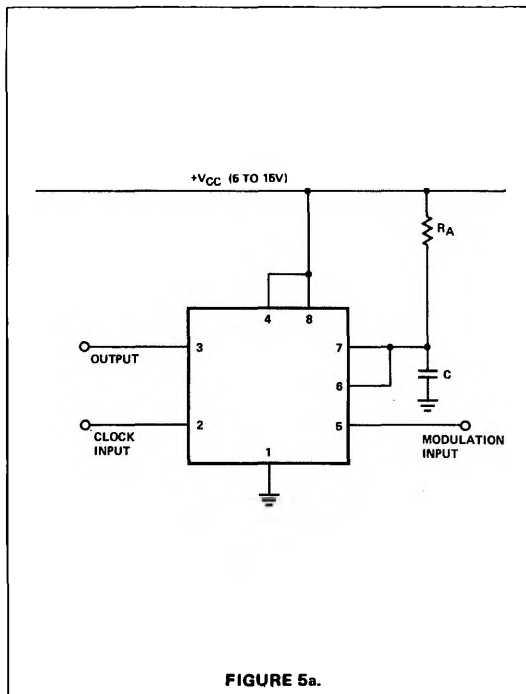 +VCC (5 TO 15V)
RA
4 8
OUTPUT
3
7
C
6
CLOCK
INPUT
2
5
MODULATION
INPUT
1
FIGURE 5a.